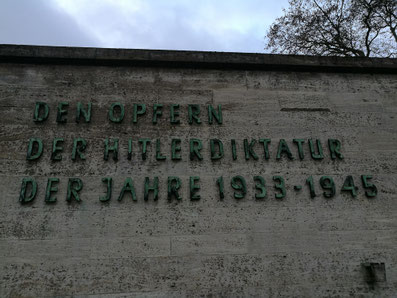 DEN OPFERN
DER HITLERDIKTATUR
DER JAHRE 1933-1945